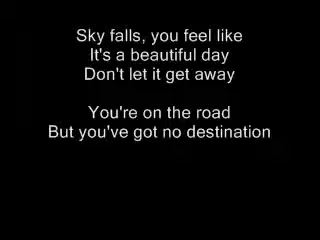 Sky falls, you feel like
It's a beautiful day
Don't let it get away
You're on the road
But you've got no destination